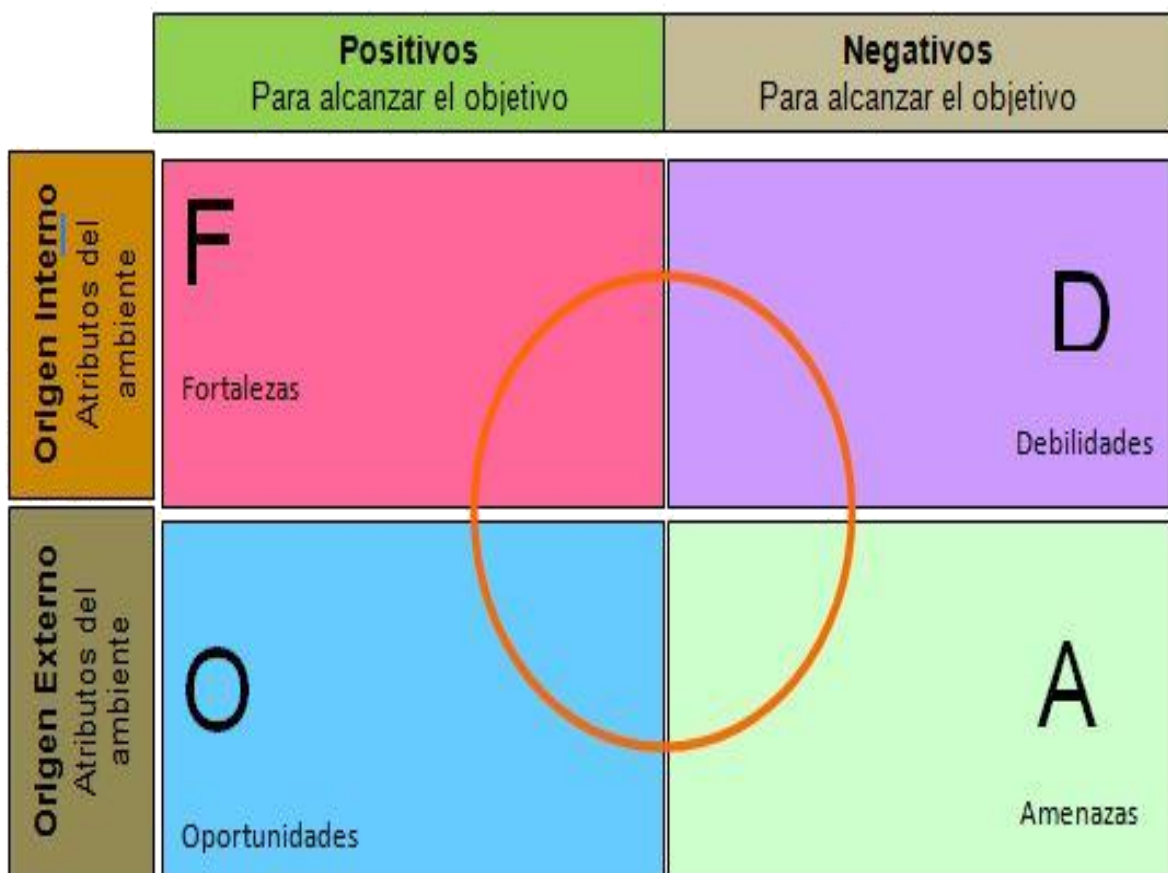 Positivos
Para alcanzar el objetivo
Negativos
Para alcanzar el objetivo
Origen Interno
Atributos del
ambiente
F
Fortalezas
D
Debilidades
Origen Externo
Atributos del
ambiente
O
Oportunidades
A
Amenazas